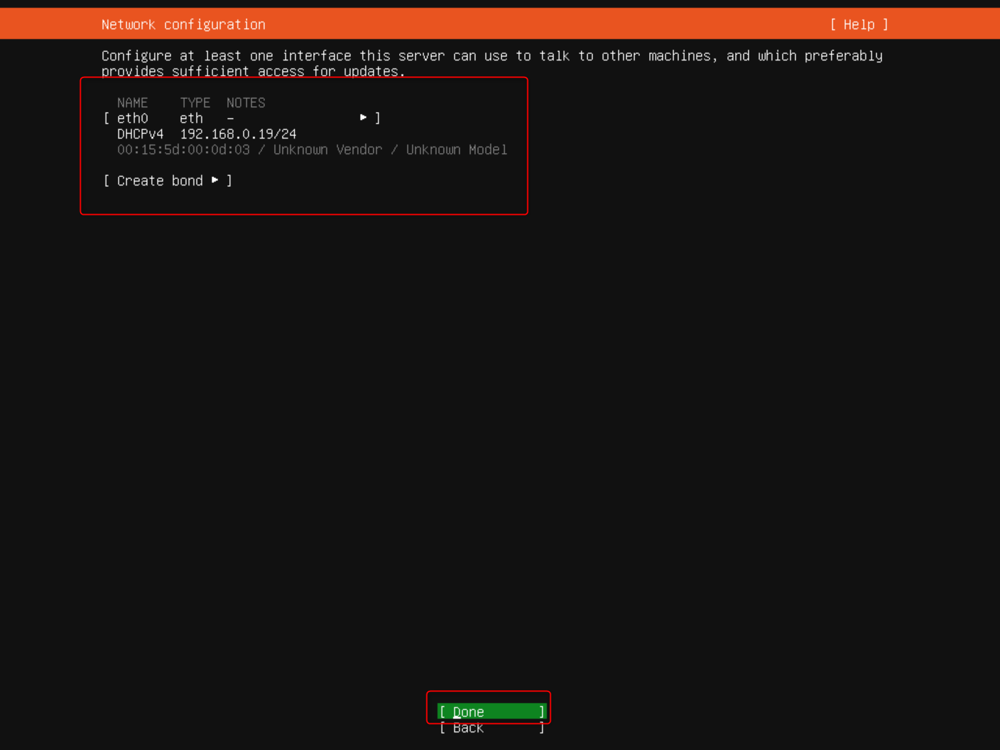 Network configuration [ Help ]
Configure at least one interface this server can use to talk to other machines, and which preferably
provides sufficient access for updates.
NAME TYPE NOTES
[ eth0 eth – ▸ ]
DHCPv4 192.168.0.19/24
00:15:5d:00:0d:03 / Unknown Vendor / Unknown Model
[ Create bond ▸ ]
[ Done ]
[ Back ]